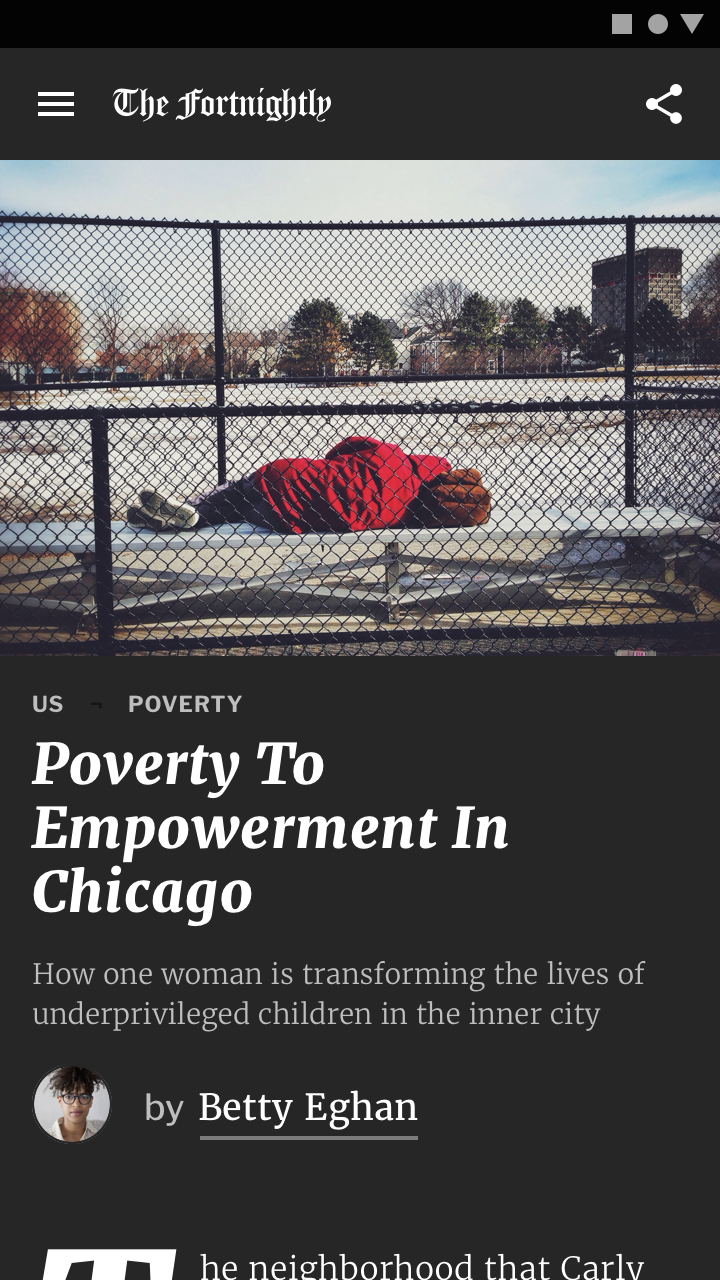 The Fortnightly
US ¬ POVERTY
Poverty To
Empowerment In
Chicago
How one woman is transforming the lives of
underprivileged children in the inner city
by Betty Eghan
The neighborhood that Carly